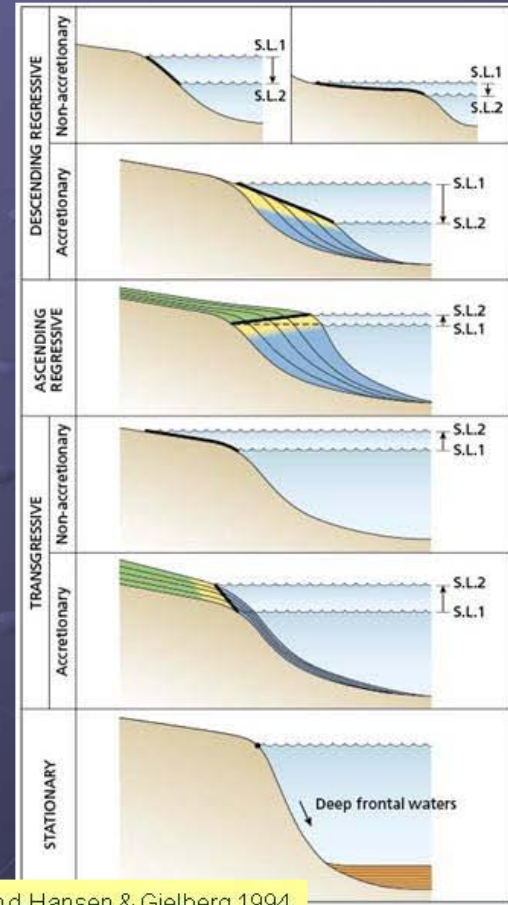 DESCENDING REGRESSIVE
Non-accretionary
S.L.1
S.L.2
S.L.1
S.L.2
Accretionary
S.L.1
S.L.2
ASCENDING
REGRESSIVE
S.L.2
S.L.1
TRANSGRESSIVE
Non-accretionary
S.L.2
S.L.1
Accretionary
S.L.2
S.L.1
STATIONARY
Deep frontal waters
Hansen & Gjelberg 1994